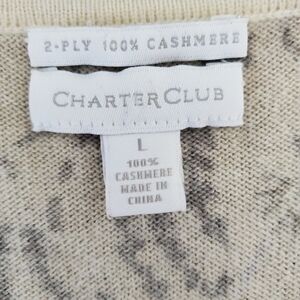 2-PLY 100% CASHMERE
CHARTER CLUB
L
100%
CASHMERE
MADE IN
CHINA